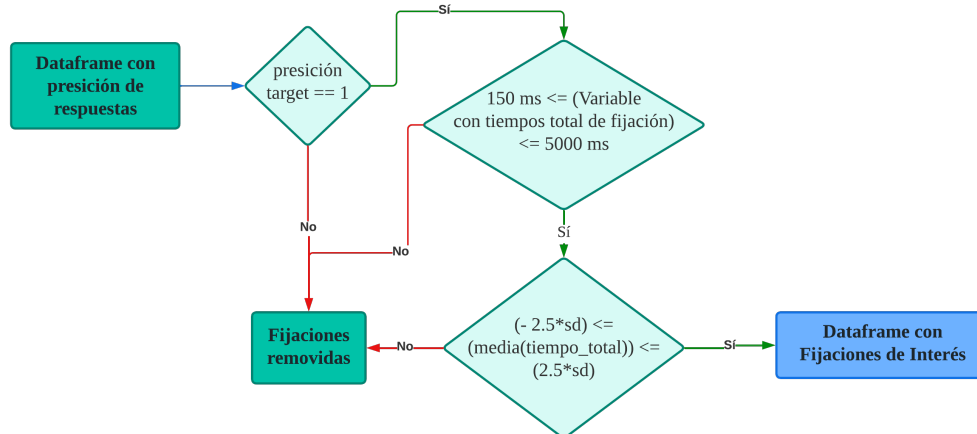 Sí
Dataframe con
presición de
respuestas
presición
target == 1
150 ms <= (Variable
con tiempos total de fijación)
<= 5000 ms
No
No
Sí
Fijaciones
removidas
No
(- 2.5*sd) <=
(media(tiempo_total)) <=
(2.5*sd)
Sí
Dataframe con
Fijaciones de Interés